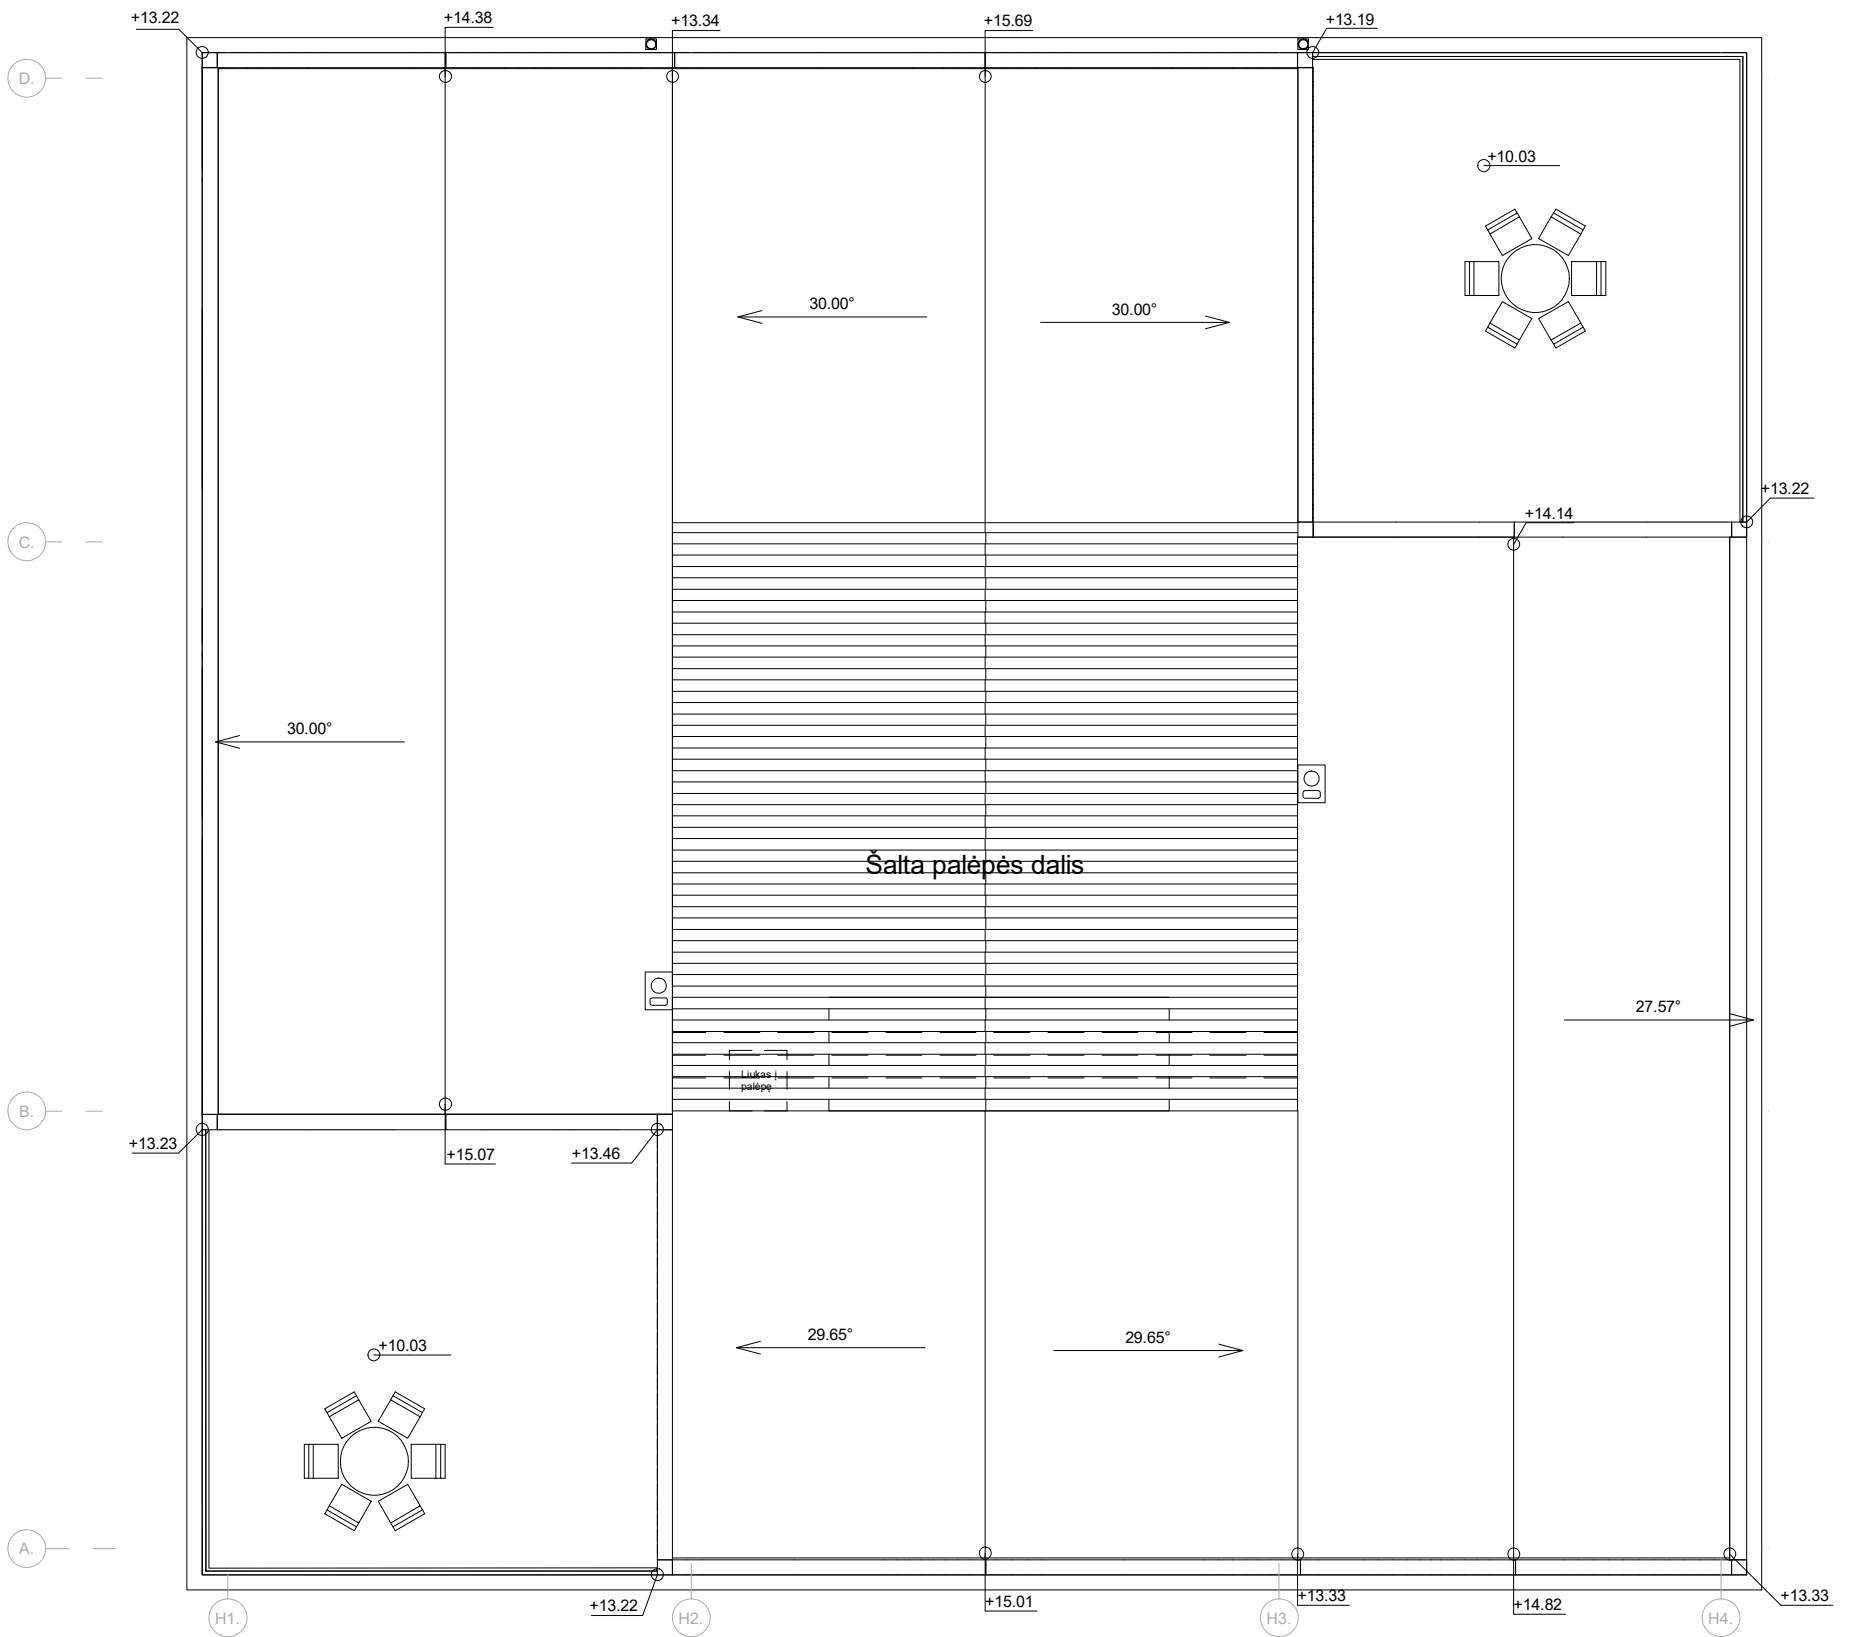 +13.22
+14.38
+13.34
+15.69
+13.19
D.
+10.03
30.00°
30.00°
+13.22
+14.14
C.
30.00°
Šalta palėpės dalis
27.57°
Liukas į
palėpę
B.
+13.23
+15.07
+13.46
29.65°
29.65°
+10.03
A.
+13.22
+15.01
+13.33
+14.82
+13.33
H1.
H2.
H3.
H4.